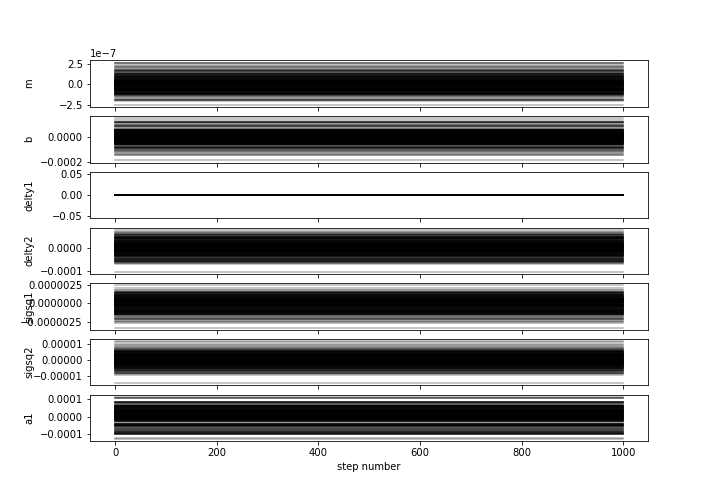 1e−7
m
2.5
0.0
−2.5
b
0.0000
−0.0002
delty1
0.05
0.00
−0.05
delty2
0.0000
−0.0001
sigsq1
0.0000025
0.0000000
−0.0000025
sigsq2
0.00001
0.00000
−0.00001
a1
0.0001
0.0000
−0.0001
0 200 400 600 800 1000
step number